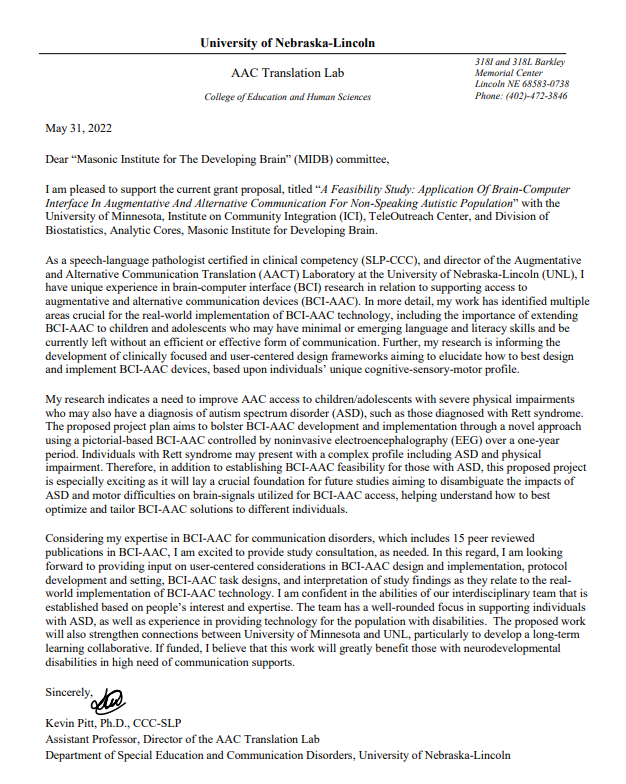 University of Nebraska-Lincoln
AAC Translation Lab
College of Education and Human Sciences
318I and 318L Barkley
Memorial Center
Lincoln NE 68583-0738
Phone: (402)-472-3846
May 31, 2022
Dear “Masonic Institute for The Developing Brain” (MIDB) committee,
I am pleased to support the current grant proposal, titled “A Feasibility Study: Application Of Brain-Computer
Interface In Augmentative And Alternative Communication For Non-Speaking Autistic Population” with the
University of Minnesota, Institute on Community Integration (ICI), TeleOutreach Center, and Division of
Biostatistics, Analytic Cores, Masonic Institute for Developing Brain.
As a speech-language pathologist certified in clinical competency (SLP-CCC), and director of the Augmentative
and Alternative Communication Translation (AACT) Laboratory at the University of Nebraska-Lincoln (UNL), I
have unique experience in brain-computer interface (BCI) research in relation to supporting access to
augmentative and alternative communication devices (BCI-AAC). In more detail, my work has identified multiple
areas crucial for the real-world implementation of BCI-AAC technology, including the importance of extending
BCI-AAC to children and adolescents who may have minimal or emerging language and literacy skills and be
currently left without an efficient or effective form of communication. Further, my research is informing the
development of clinically focused and user-centered design frameworks aiming to elucidate how to best design
and implement BCI-AAC devices, based upon individuals’ unique cognitive-sensory-motor profile.
My research indicates a need to improve AAC access to children/adolescents with severe physical impairments
who may also have a diagnosis of autism spectrum disorder (ASD), such as those diagnosed with Rett syndrome.
The proposed project plan aims to bolster BCI-AAC development and implementation through a novel approach
using a pictorial-based BCI-AAC controlled by noninvasive electroencephalography (EEG) over a one-year
period. Individuals with Rett syndrome may present with a complex profile including ASD and physical
impairment. Therefore, in addition to establishing BCI-AAC feasibility for those with ASD, this proposed project
is especially exciting as it will lay a crucial foundation for future studies aiming to disambiguate the impacts of
ASD and motor difficulties on brain-signals utilized for BCI-AAC access, helping understand how to best
optimize and tailor BCI-AAC solutions to different individuals.
Considering my expertise in BCI-AAC for communication disorders, which includes 15 peer reviewed
publications in BCI-AAC, I am excited to provide study consultation, as needed. In this regard, I am looking
forward to providing input on user-centered considerations in BCI-AAC design and implementation, protocol
development and setting, BCI-AAC task designs, and interpretation of study findings as they relate to the real-
world implementation of BCI-AAC technology. I am confident in the abilities of our interdisciplinary team that is
established based on people’s interest and expertise. The team has a well-rounded focus in supporting individuals
with ASD, as well as experience in providing technology for the population with disabilities. The proposed work
will also strengthen connections between University of Minnesota and UNL, particularly to develop a long-term
learning collaborative. If funded, I believe that this work will greatly benefit those with neurodevelopmental
disabilities in high need of communication supports.
Sincerely,
Kevin Pitt, Ph.D., CCC-SLP
Assistant Professor, Director of the AAC Translation Lab
Department of Special Education and Communication Disorders, University of Nebraska-Lincoln